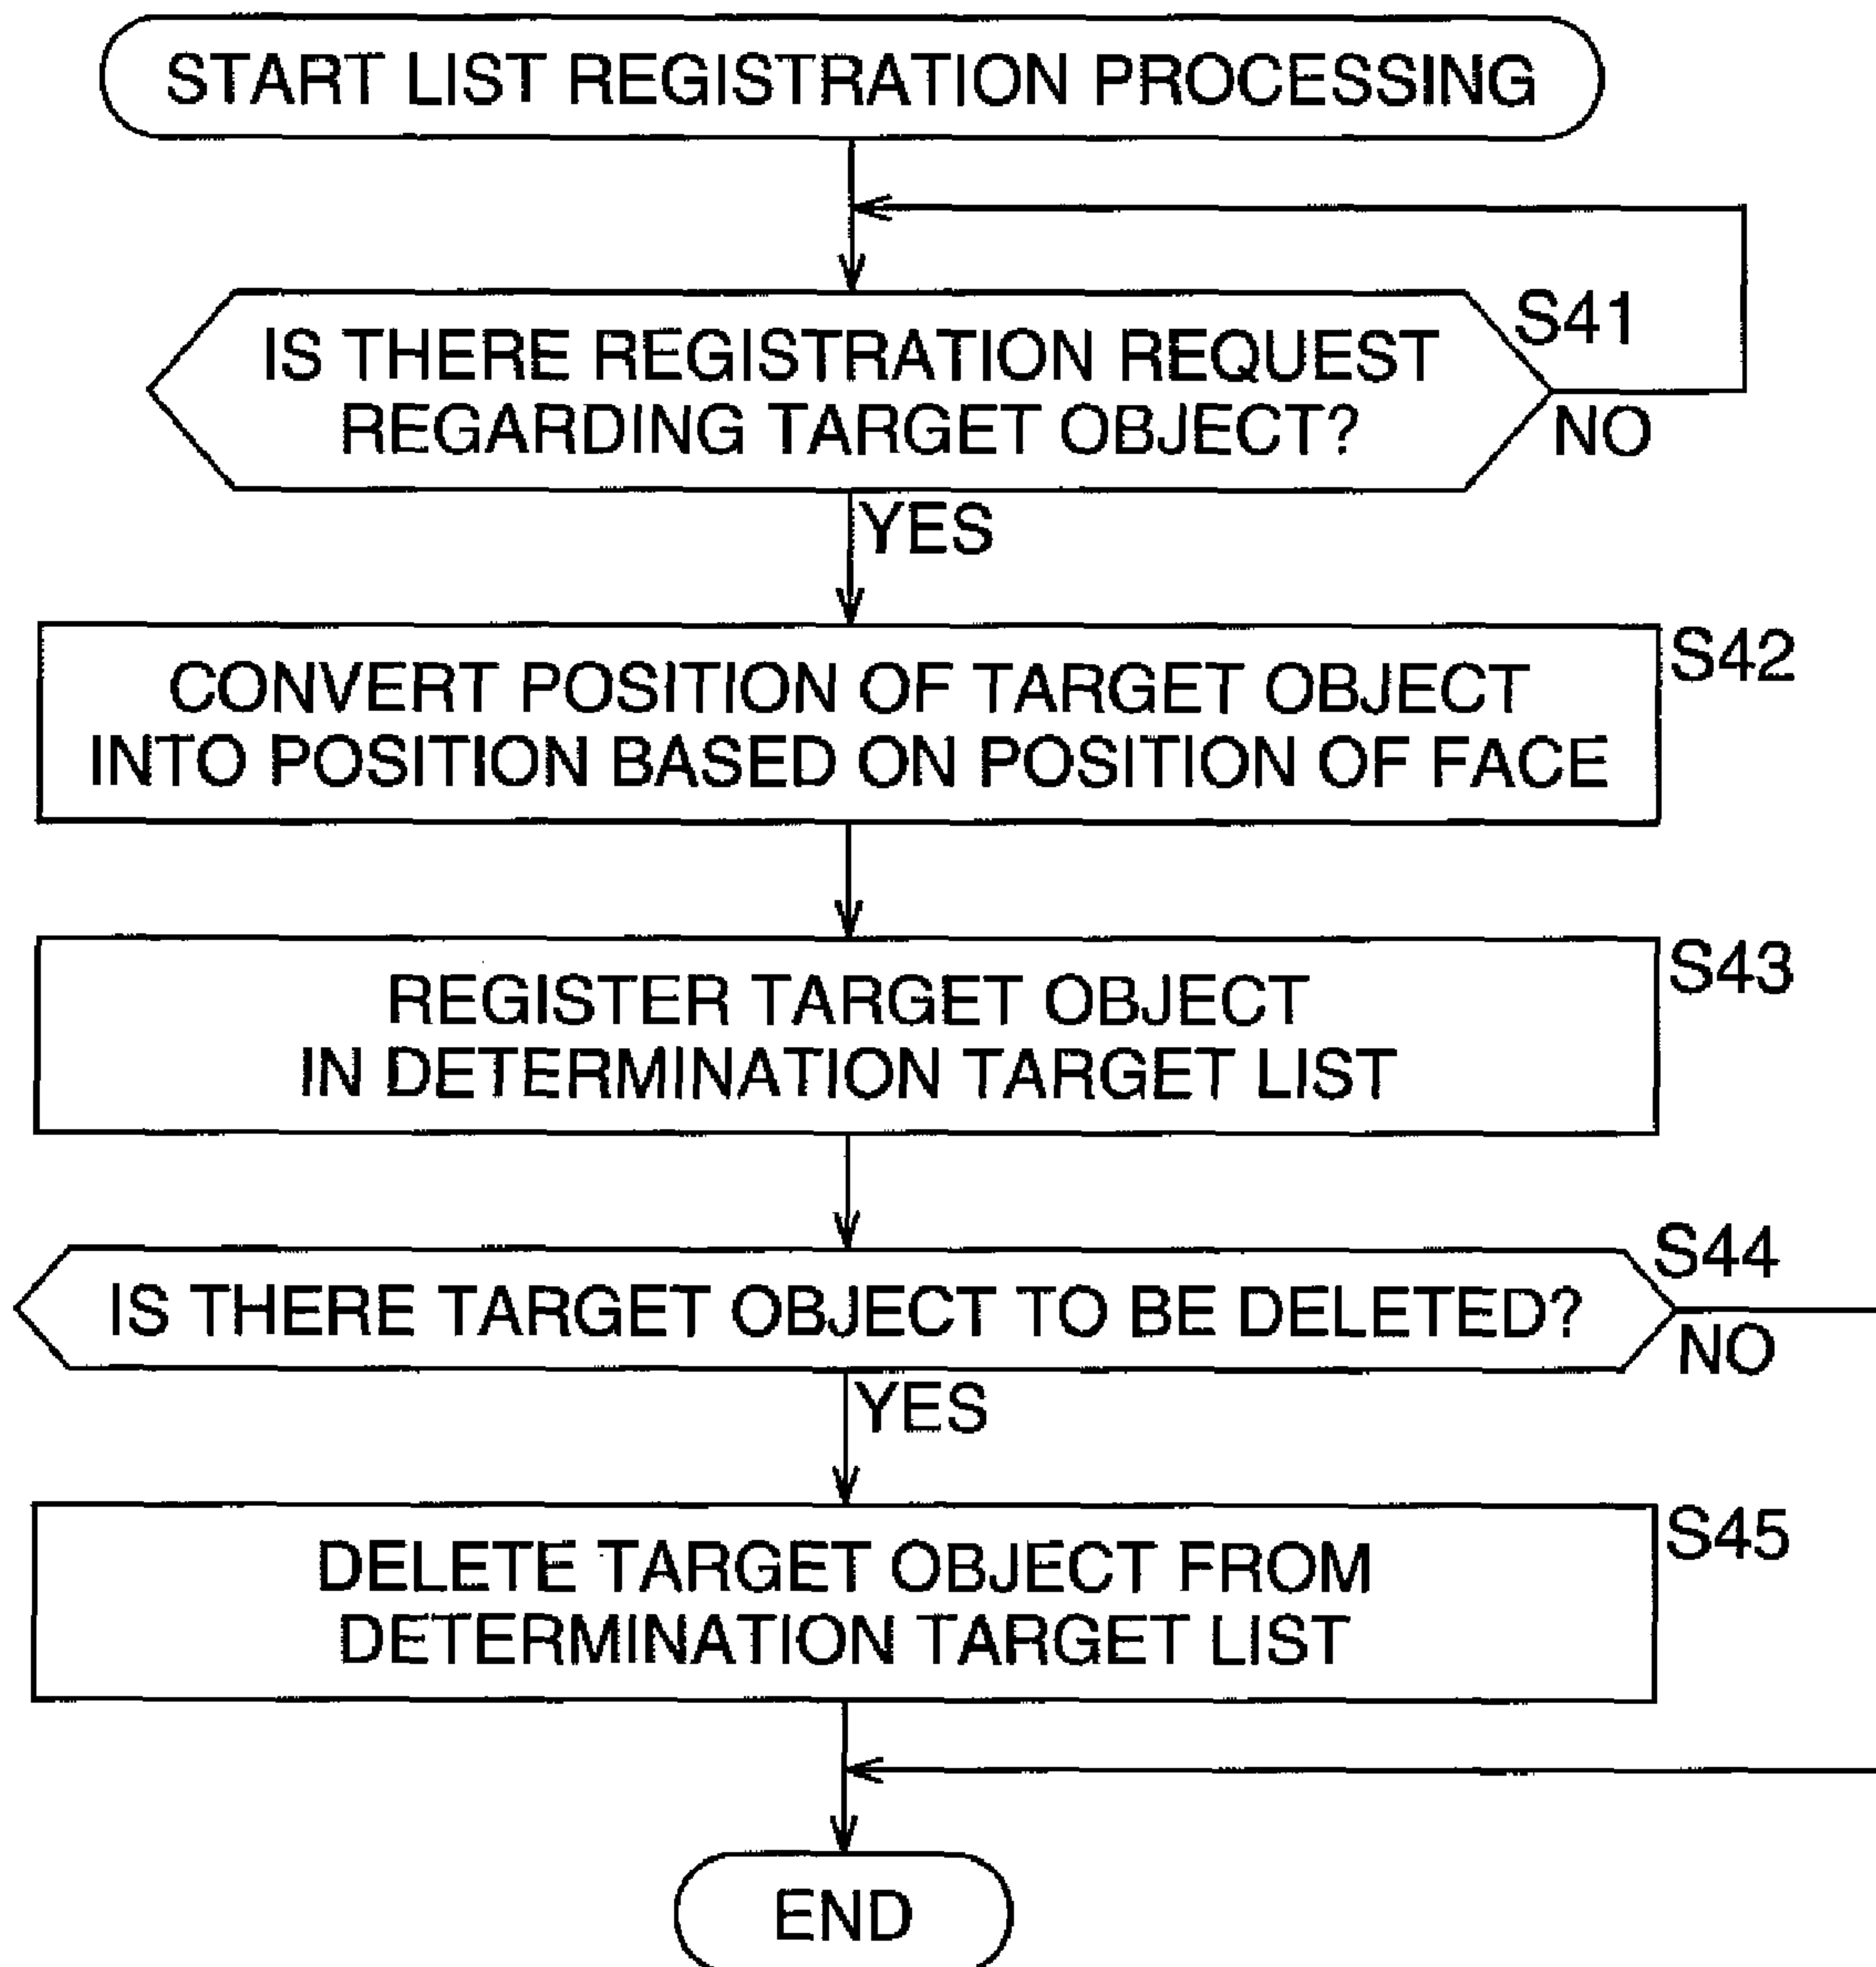 START LIST REGISTRATION PROCESSING
S41
IS THERE REGISTRATION REQUEST
REGARDING TARGET OBJECT?
NO
YES
S42
CONVERT POSITION OF TARGET OBJECT
INTO POSITION BASED ON POSITION OF FACE
S43
REGISTER TARGET OBJECT
IN DETERMINATION TARGET LIST
S44
IS THERE TARGET OBJECT TO BE DELETED?
NO
YES
S45
DELETE TARGET OBJECT FROM
DETERMINATION TARGET LIST
END